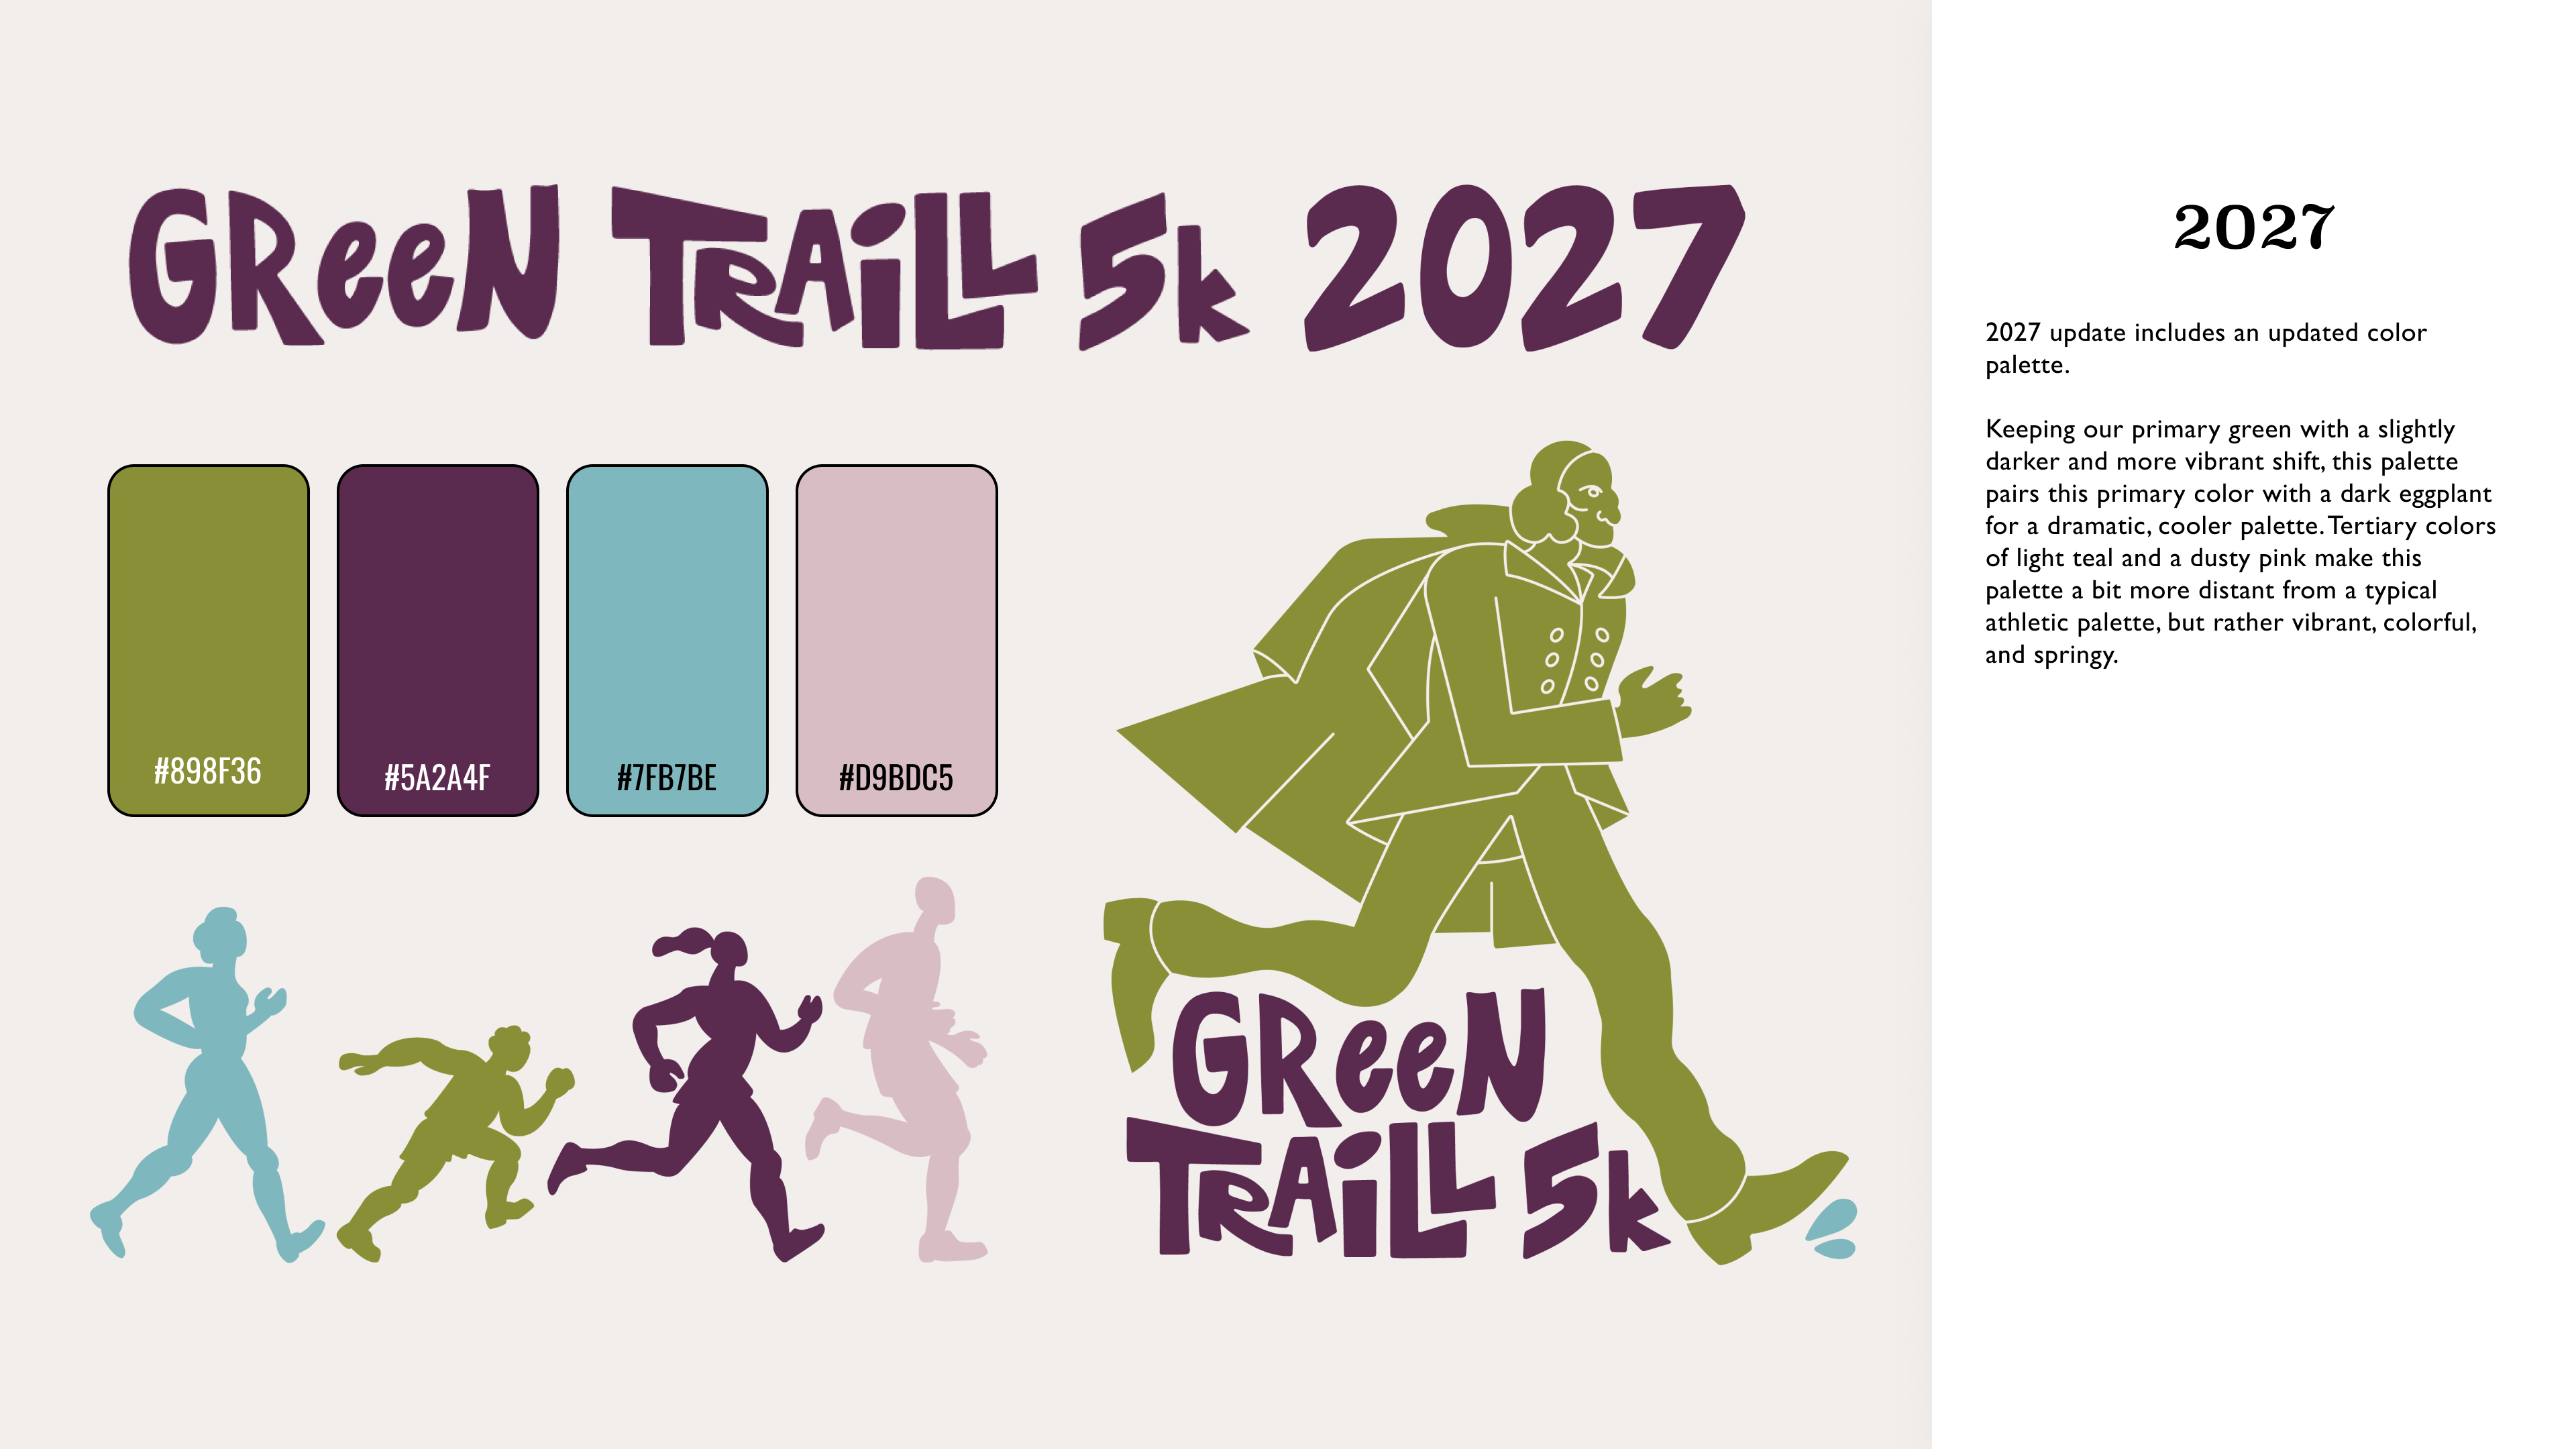 GReeN TRAiLL 5k 2027
#898F36
#5A2A4F
#7FB7BE
#D9BDC5
GReeN
TRAiLL 5k
2027
2027 update includes an updated color
palette.
Keeping our primary green with a slightly
darker and more vibrant shift, this palette
pairs this primary color with a dark eggplant
for a dramatic, cooler palette. Tertiary colors
of light teal and a dusty pink make this
palette a bit more distant from a typical
athletic palette, but rather vibrant, colorful,
and springy.